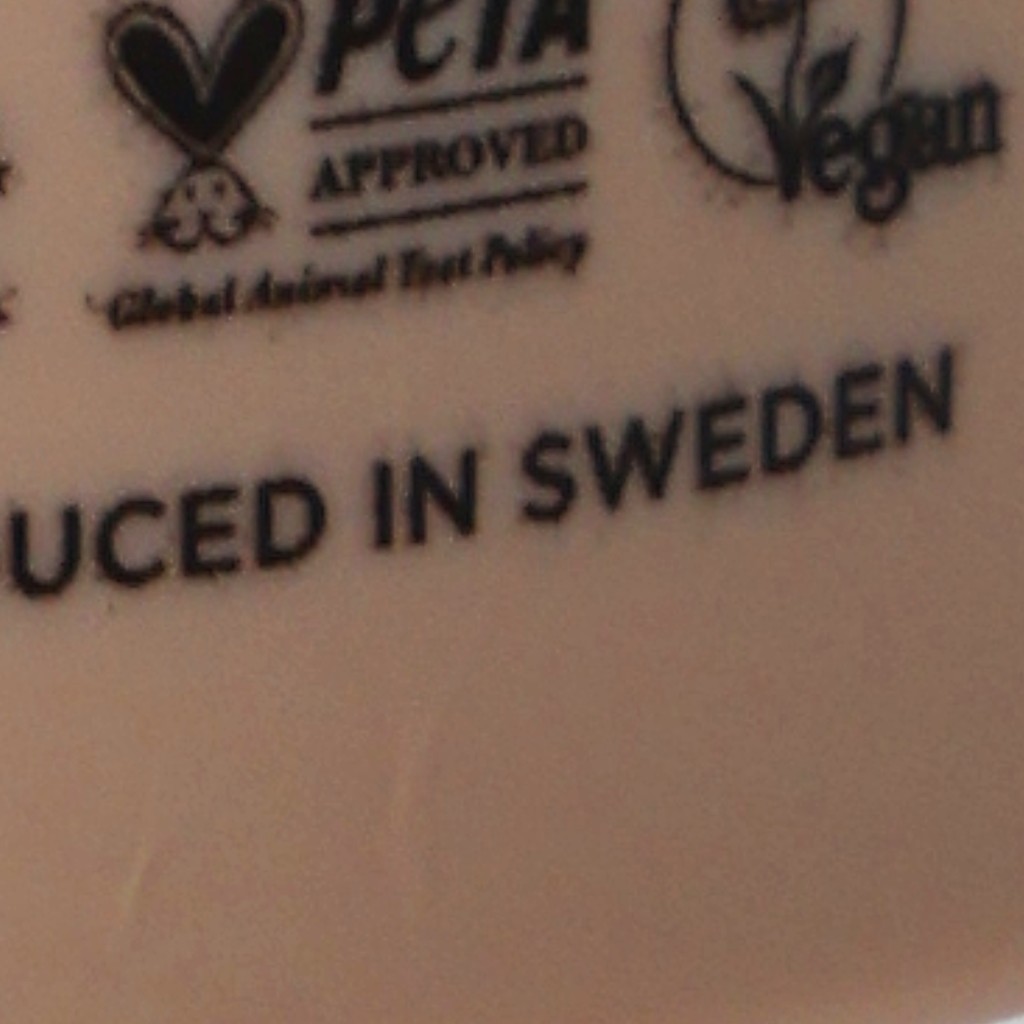 PETA
APPROVED
Global Animal Test Policy
Vegan
UCED IN SWEDEN